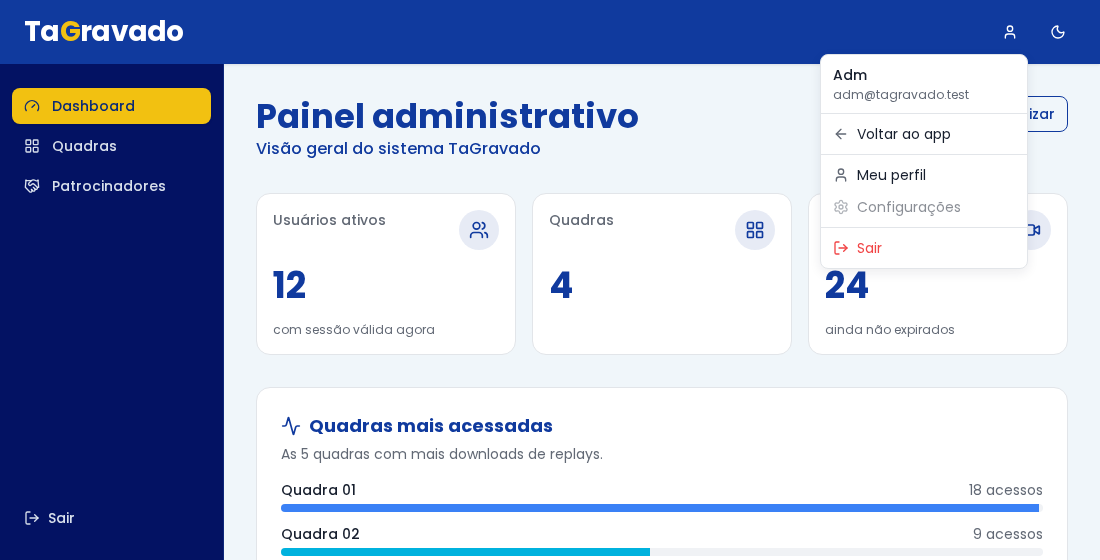 TaGravado
Adm
adm@tagravado.test
Voltar ao app
Meu perfil
Configurações
Sair
Dashboard
Quadras
Patrocinadores
Sair
Painel administrativo
Visão geral do sistema TaGravado
izar
Usuários ativos
12
com sessão válida agora
Quadras
4
24
ainda não expirados
Quadras mais acessadas
As 5 quadras com mais downloads de replays.
Quadra 01
18 acessos
Quadra 02
9 acessos